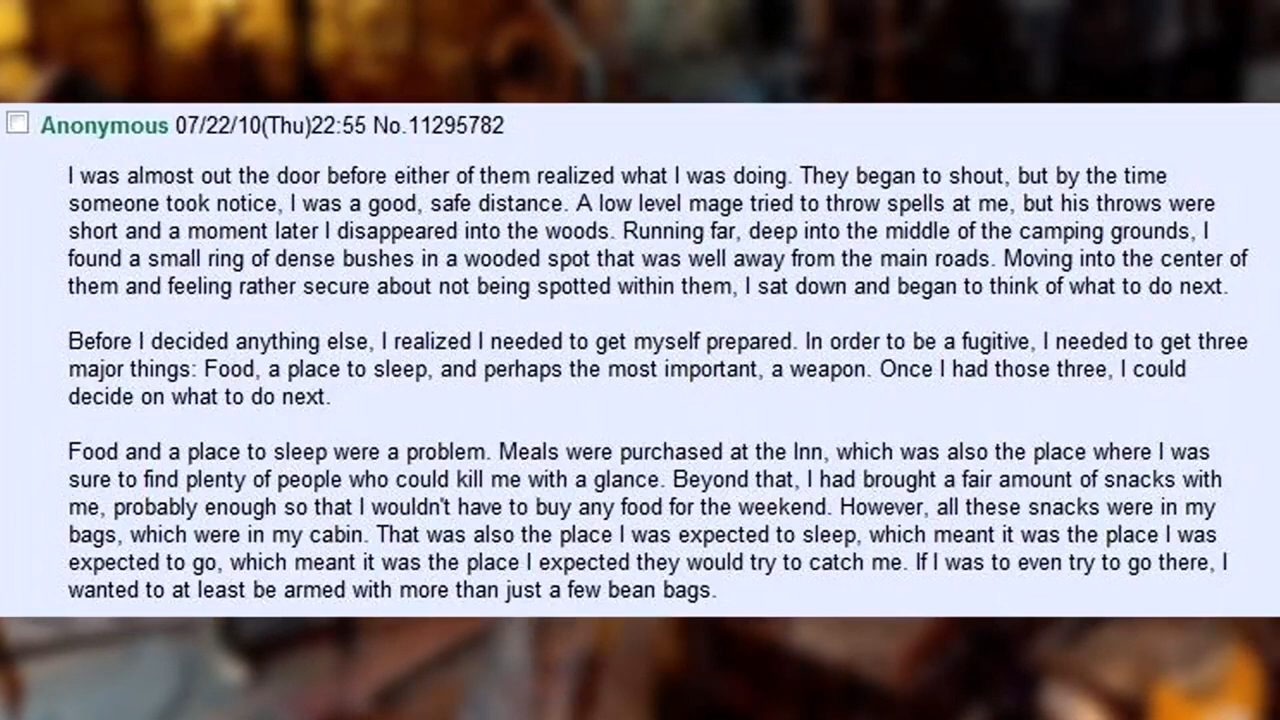 Anonymous 07/22/10(Thu)22:55 No.11295782
I was almost out the door before either of them realized what I was doing. They began to shout, but by the time
someone took notice, I was a good, safe distance. A low level mage tried to throw spells at me, but his throws were
short and a moment later I disappeared into the woods. Running far, deep into the middle of the camping grounds, I
found a small ring of dense bushes in a wooded spot that was well away from the main roads. Moving into the center of
them and feeling rather secure about not being spotted within them, I sat down and began to think of what to do next.
Before I decided anything else, I realized I needed to get myself prepared. In order to be a fugitive, I needed to get three
major things: Food, a place to sleep, and perhaps the most important, a weapon. Once I had those three, I could
decide on what to do next.
Food and a place to sleep were a problem. Meals were purchased at the Inn, which was also the place where I was
sure to find plenty of people who could kill me with a glance. Beyond that, I had brought a fair amount of snacks with
me, probably enough so that I wouldn't have to buy any food for the weekend. However, all these snacks were in my
bags, which were in my cabin. That was also the place I was expected to sleep, which meant it was the place I was
expected to go, which meant it was the place I expected they would try to catch me. If I was to even try to go there, I
wanted to at least be armed with more than just a few bean bags.